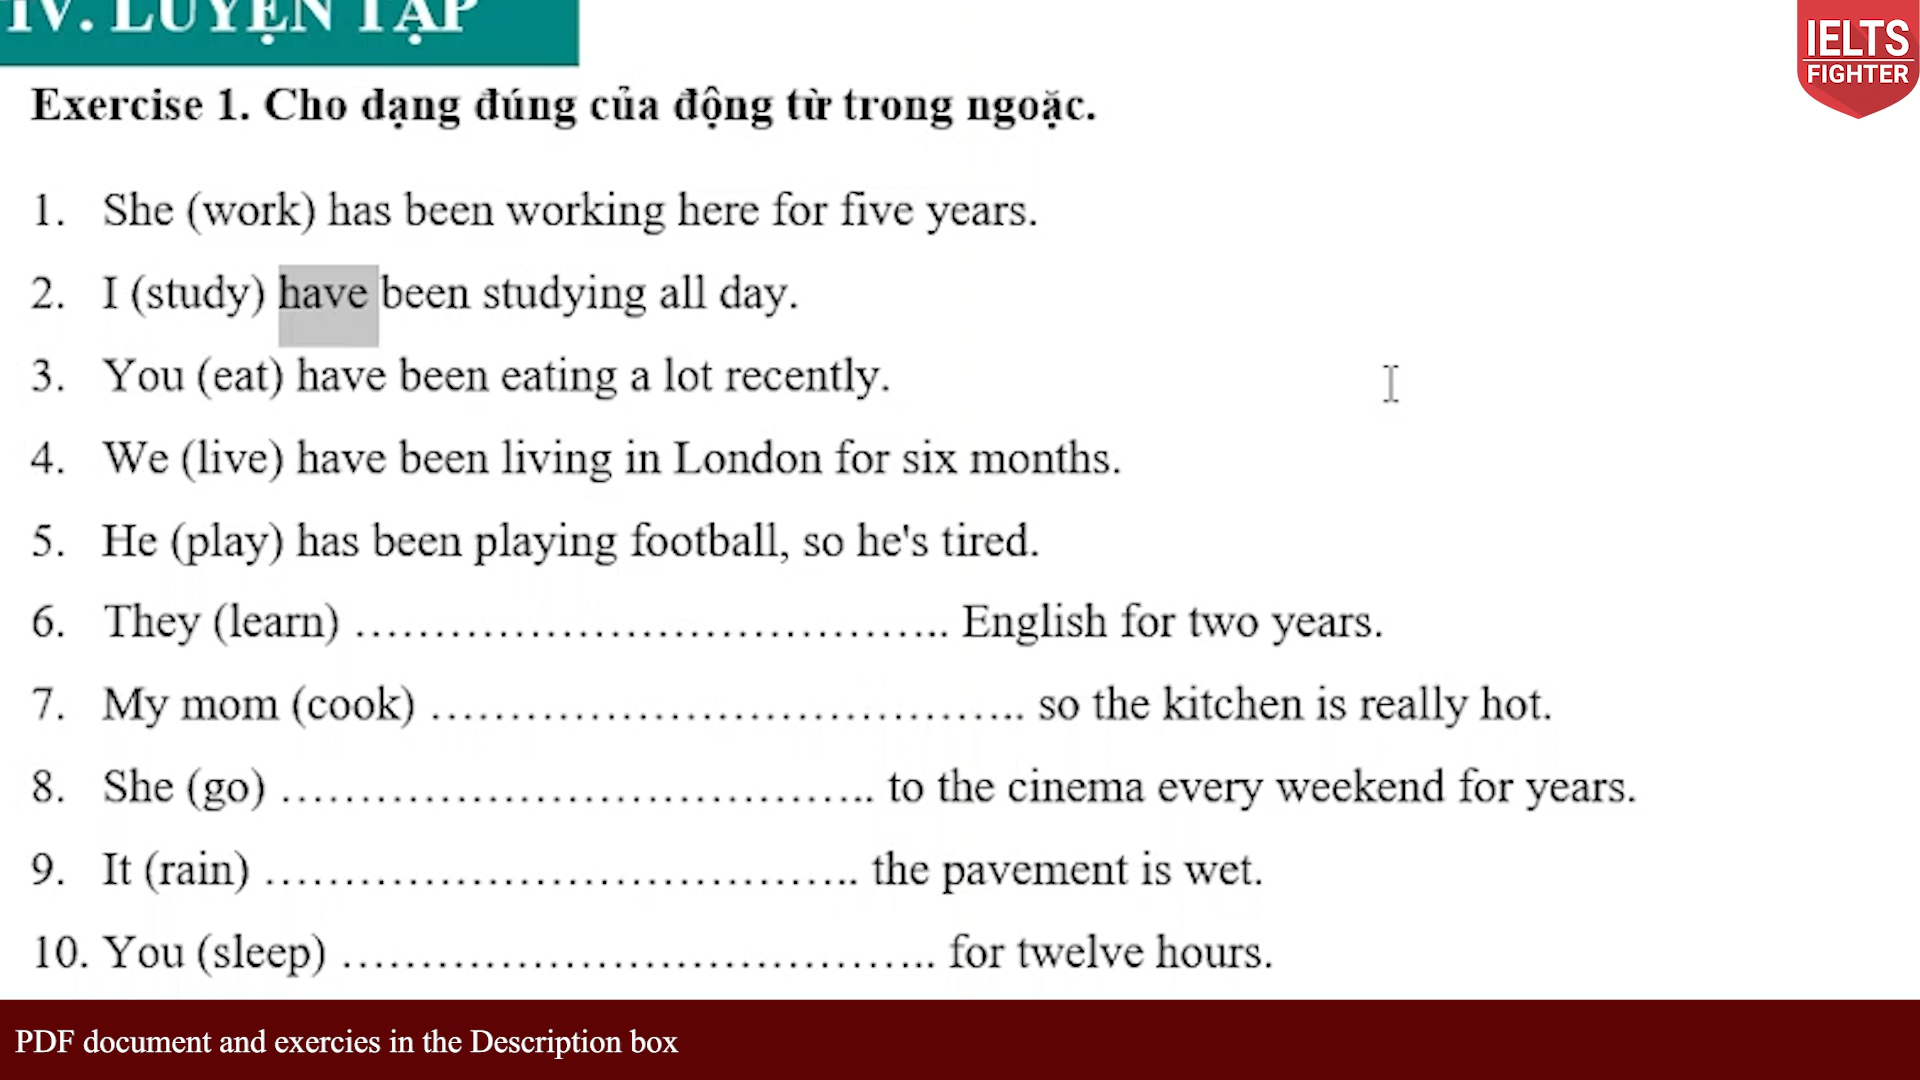 IV. LUYỆN TẬP
IELTS
FIGHTER
Exercise 1. Cho dạng đúng của động từ trong ngoặc.
1. She (work) has been working here for five years.
2. I (study) have been studying all day.
3. You (eat) have been eating a lot recently.
4. We (live) have been living in London for six months.
5. He (play) has been playing football, so he's tired.
6. They (learn) ………………………………….. English for two years.
7. My mom (cook) ………………………………….. so the kitchen is really hot.
8. She (go) ………………………………….. to the cinema every weekend for years.
9. It (rain) ………………………………….. the pavement is wet.
10. You (sleep) ………………………………….. for twelve hours.
PDF document and exercies in the Description box